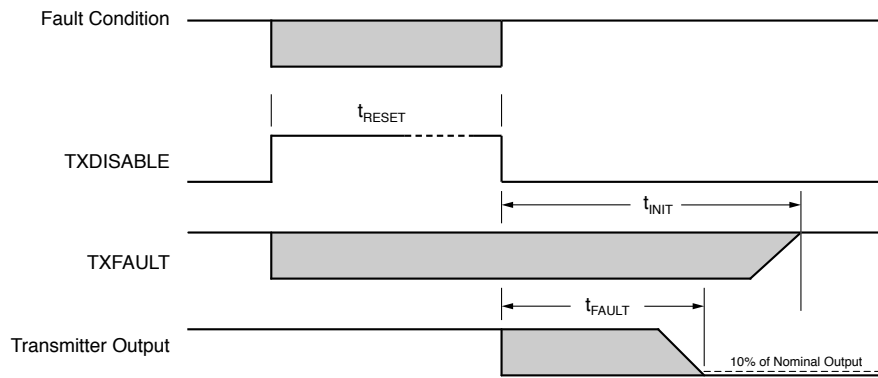 Fault Condition
tRESET
TXDISABLE
tINIT
TXFAULT
tFAULT
Transmitter Output
10% of Nominal Output